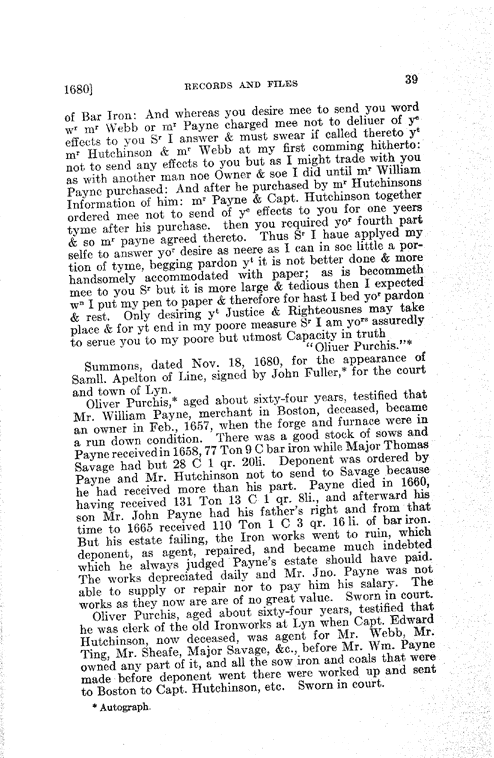 1680] RECORDS AND FILES 39
of Bar Iron: And whereas you desire mee to send you word
wʳ mʳ Webb or mʳ Payne charged mee not to deliuer of yᵉ
effects to you Sʳ I answer & must swear if called thereto yᵗ
mʳ Hutchinson & mʳ Webb at my first comming hitherto:
not to send any effects to you but as I might trade with you
as with another man noe Owner & soe I did until mʳ William
Payne purchased: And after he purchased by mʳ Hutchinsons
Information of him: mʳ Payne & Capt. Hutchinson together
ordered mee not to send of yᵉ effects to you for one yeers
tyme after his purchase. then you required yoʳ fourth part
& so mʳ payne agreed thereto. Thus Sʳ I haue applyed my
selfe to answer yoʳ desire as neere as I can in soe little a por-
tion of tyme, begging pardon yᵗ it is not better done & more
handsomely accommodated with paper; as is becommeth
mee to you Sʳ but it is more large & tedious then I expected
wⁿ I put my pen to paper & therefore for hast I bed yoʳ pardon
& rest. Only desiring yᵗ Justice & Righteousnes may take
place & for yt end in my poore measure Sʳ I am yoʳˢ assuredly
to serue you to my poore but utmost Capacity in truth
"Oliuer Purchis."*
Summons, dated Nov. 18, 1680, for the appearance of
Samll. Apelton of Line, signed by John Fuller,* for the court
and town of Lyn.
Oliver Purchis,* aged about sixty-four years, testified that
Mr. William Payne, merchant in Boston, deceased, became
an owner in Feb., 1657, when the forge and furnace were in
a run down condition. There was a good stock of sows and
Payne received in 1658, 77 Ton 9 C bar iron while Major Thomas
Savage had but 28 C 1 qr. 20li. Deponent was ordered by
Payne and Mr. Hutchinson not to send to Savage because
he had received more than his part. Payne died in 1660,
having received 131 Ton 13 C 1 qr. 8li., and afterward his
son Mr. John Payne had his father's right and from that
time to 1665 received 110 Ton 1 C 3 qr. 16 li. of bar iron.
But his estate failing, the Iron works went to ruin, which
deponent, as agent, repaired, and became much indebted
which he always judged Payne's estate should have paid.
The works depreciated daily and Mr. Jno. Payne was not
able to supply or repair nor to pay him his salary. The
works as they now are are of no great value. Sworn in court.
Oliver Purchis, aged about sixty-four years, testified that
he was clerk of the old Ironworks at Lyn when Capt. Edward
Hutchinson, now deceased, was agent for Mr. Webb, Mr.
Ting, Mr. Sheafe, Major Savage, &c., before Mr. Wm. Payne
owned any part of it, and all the sow iron and coals that were
made before deponent went there were worked up and sent
to Boston to Capt. Hutchinson, etc. Sworn in court.
* Autograph.